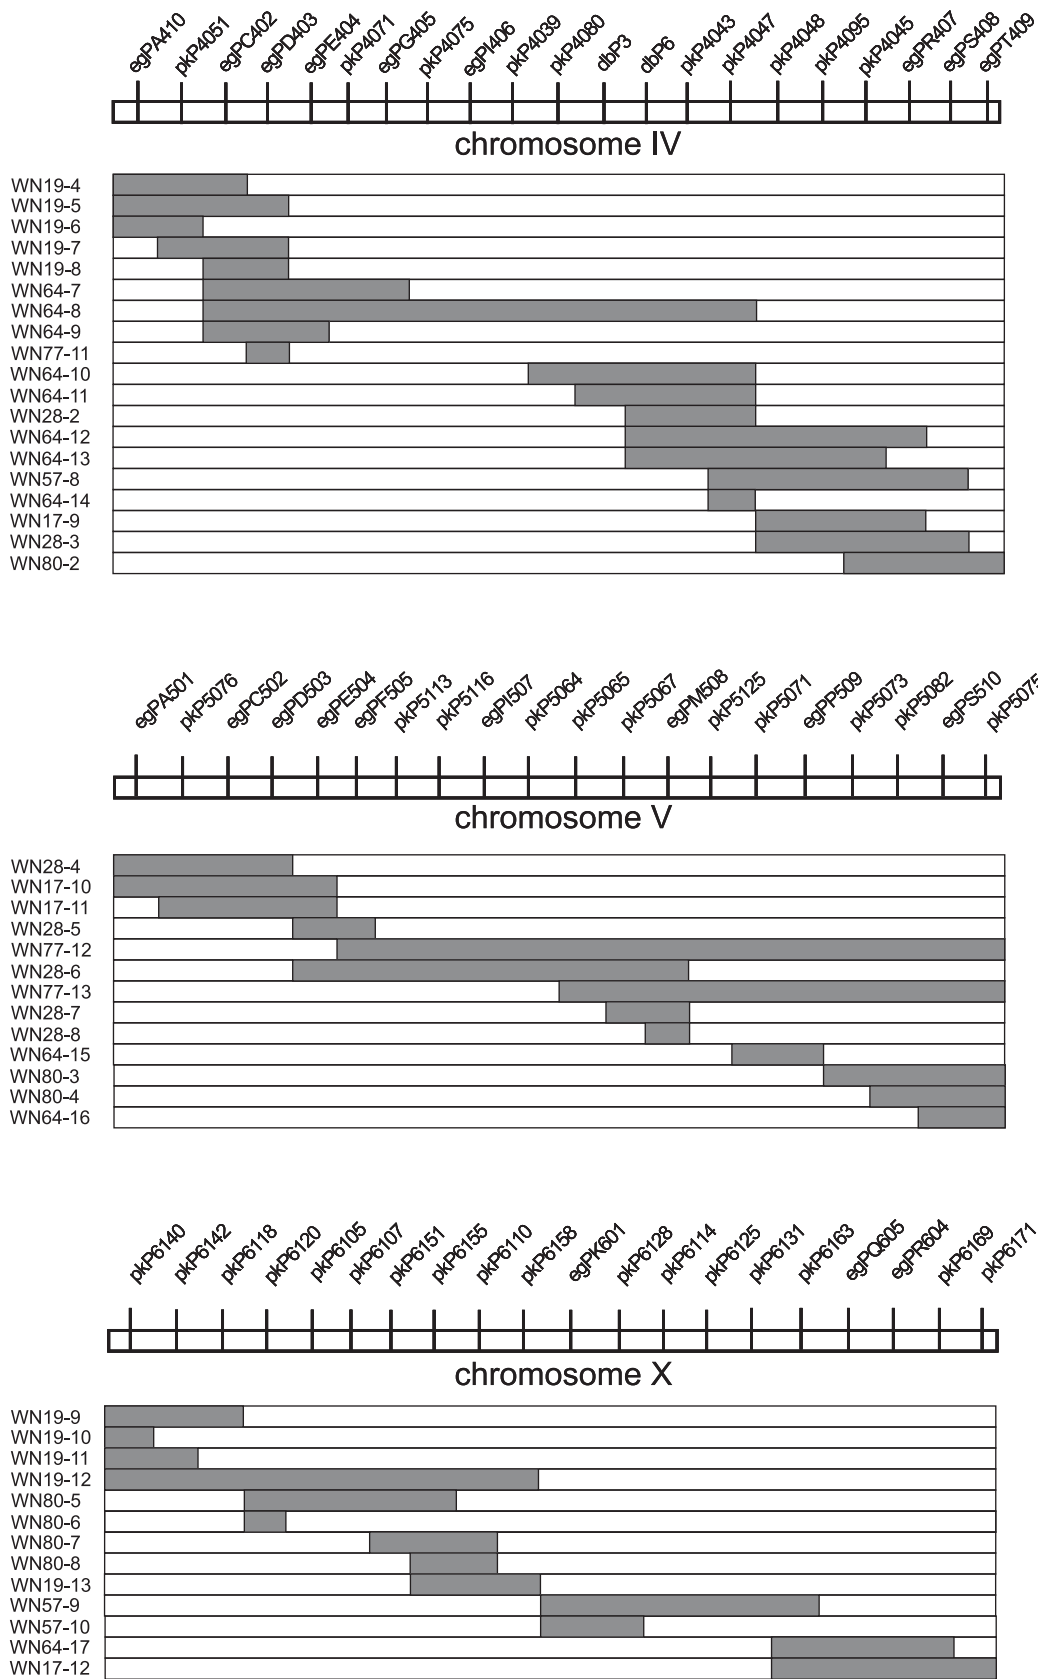 egPA410
pkP4051
egPC402
egPD403
egPE404
pkP4071
egPG405
pkP4075
egPI406
pkP4039
pkP4080
dbP3
dbP6
pkP4043
pkP4047
pkP4048
pkP4095
pkP4045
egPR407
egPS408
egPT409
chromosome IV
WN19-4
WN19-5
WN19-6
WN19-7
WN19-8
WN64-7
WN64-8
WN64-9
WN77-11
WN64-10
WN64-11
WN28-2
WN64-12
WN64-13
WN57-8
WN64-14
WN17-9
WN28-3
WN80-2
egPA501
pkP5076
egPC502
egPD503
egPE504
egPF505
pkP5113
pkP5116
egPI507
pkP5064
pkP5065
pkP5067
egPM508
pkP5125
pkP5071
egPP509
pkP5073
pkP5082
egPS510
pkP5075
chromosome V
WN28-4
WN17-10
WN17-11
WN28-5
WN77-12
WN28-6
WN77-13
WN28-7
WN28-8
WN64-15
WN80-3
WN80-4
WN64-16
pkP6140
pkP6142
pkP6118
pkP6120
pkP6105
pkP6107
pkP6151
pkP6155
pkP6110
pkP6158
egPK601
pkP6128
pkP6114
pkP6125
pkP6131
pkP6163
egPQ605
egPR604
pkP6169
pkP6171
chromosome X
WN19-9
WN19-10
WN19-11
WN19-12
WN80-5
WN80-6
WN80-7
WN80-8
WN19-13
WN57-9
WN57-10
WN64-17
WN17-12